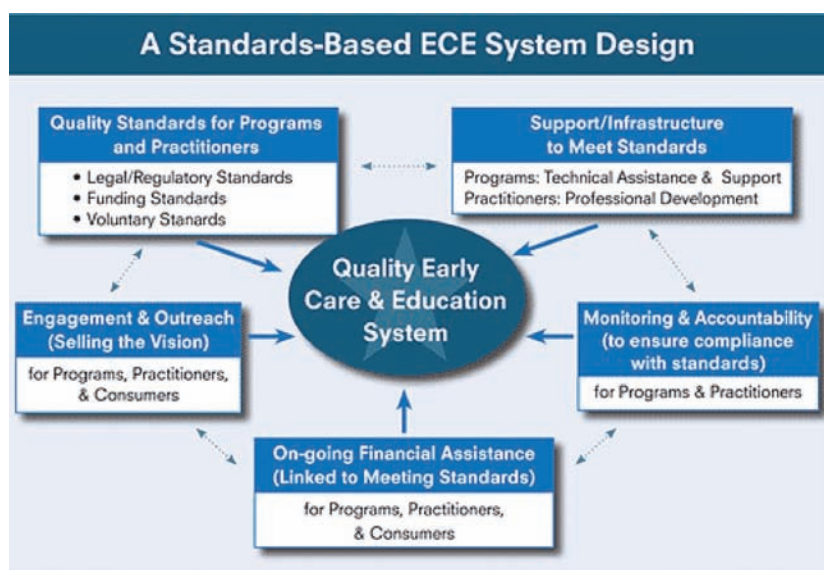 A Standards-Based ECE System Design
Quality Standards for Programs
and Practitioners
• Legal/Regulatory Standards
• Funding Standards
• Voluntary Stanards
Support/Infrastructure
to Meet Standards
Programs: Technical Assistance & Support
Practitioners: Professional Development
Quality Early
Care & Education
System
Engagement & Outreach
(Selling the Vision)
for Programs, Practitioners,
& Consumers
Monitoring & Accountability
(to ensure compliance
with standards)
for Programs & Practitioners
On-going Financial Assistance
(Linked to Meeting Standards)
for Programs, Practitioners,
& Consumers